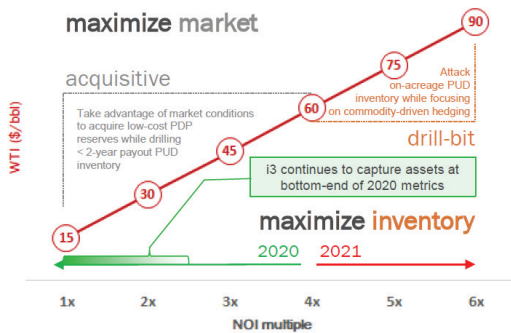 maximize market
90
75
60
45
30
15
WTI ($/bbl)
acquisitive
Take advantage of market conditions
to acquire low-cost PDP
reserves while drilling
< 2-year payout PUD
inventory
Attack
on-acreage PUD
inventory while focusing
on commodity-driven hedging
drill-bit
i3 continues to capture assets at
bottom-end of 2020 metrics
maximize inventory
2020 2021
1x 2x 3x 4x 5x 6x
NOI multiple